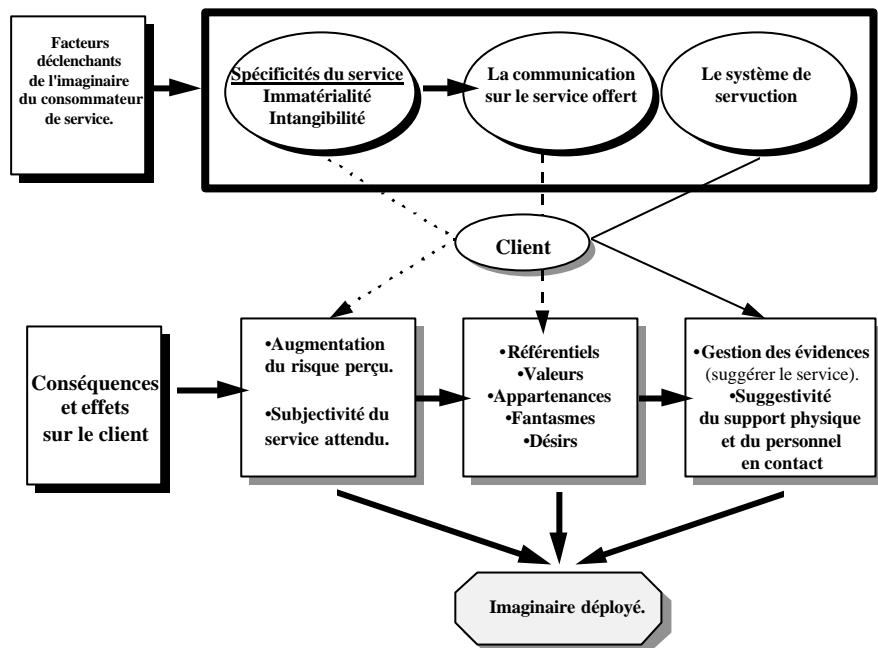 Facteurs
déclenchants
de l'imaginaire
du consommateur
de service.
Spécificités du service
Immatérialité
Intangibilité
La communication
sur le service offert
Le système de
servuction
Client
Conséquences
et effets
sur le client
•Augmentation
du risque perçu.
•Subjectivité du
service attendu.
•Référentiels
•Valeurs
•Appartenances
•Fantasmes
•Désirs
•Gestion des évidences
(suggérer le service).
•Suggestivité
du support physique
et du personnel
en contact
Imaginaire déployé.